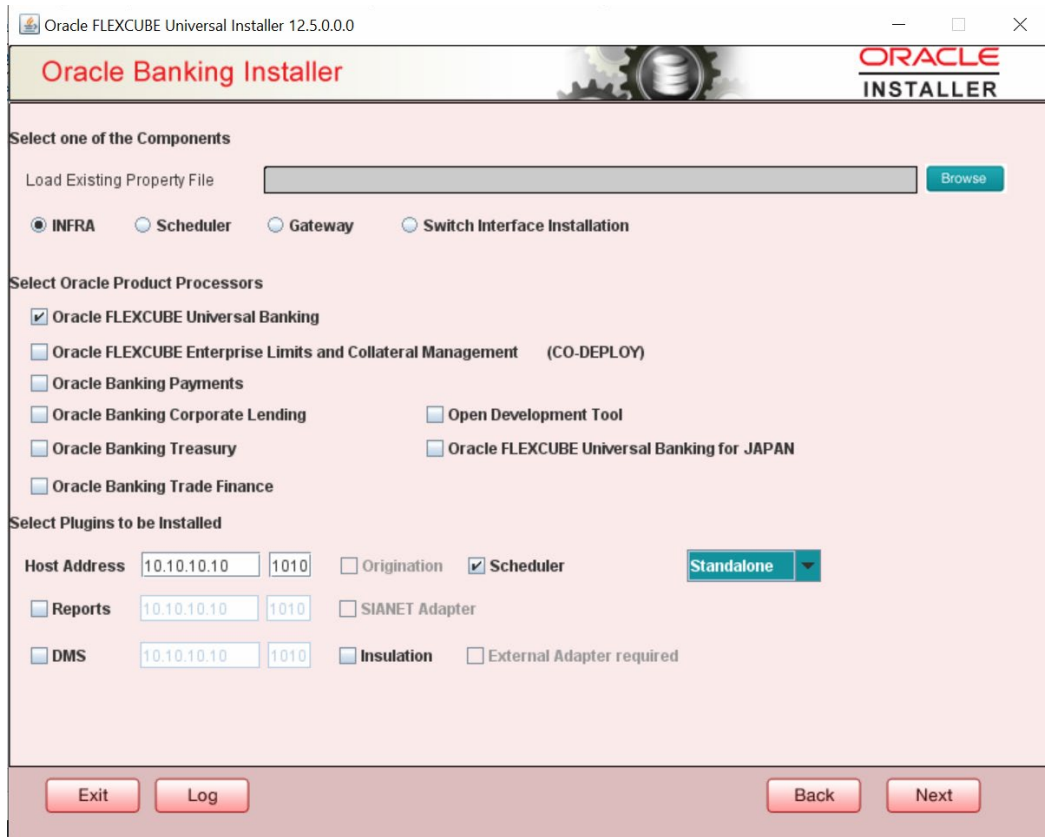 Oracle FLEXCUBE Universal Installer 12.5.0.0.0
Oracle Banking Installer
ORACLE
INSTALLER
Select one of the Components
Load Existing Property File Browse
INFRA Scheduler Gateway Switch Interface Installation
Select Oracle Product Processors
Oracle FLEXCUBE Universal Banking
Oracle FLEXCUBE Enterprise Limits and Collateral Management (CO-DEPLOY)
Oracle Banking Payments
Oracle Banking Corporate Lending Open Development Tool
Oracle Banking Treasury Oracle FLEXCUBE Universal Banking for JAPAN
Oracle Banking Trade Finance
Select Plugins to be Installed
Host Address 10.10.10.10 1010 Origination Scheduler Standalone
Reports 10.10.10.10 1010 SIANET Adapter
DMS 10.10.10.10 1010 Insulation External Adapter required
Exit Log Back Next